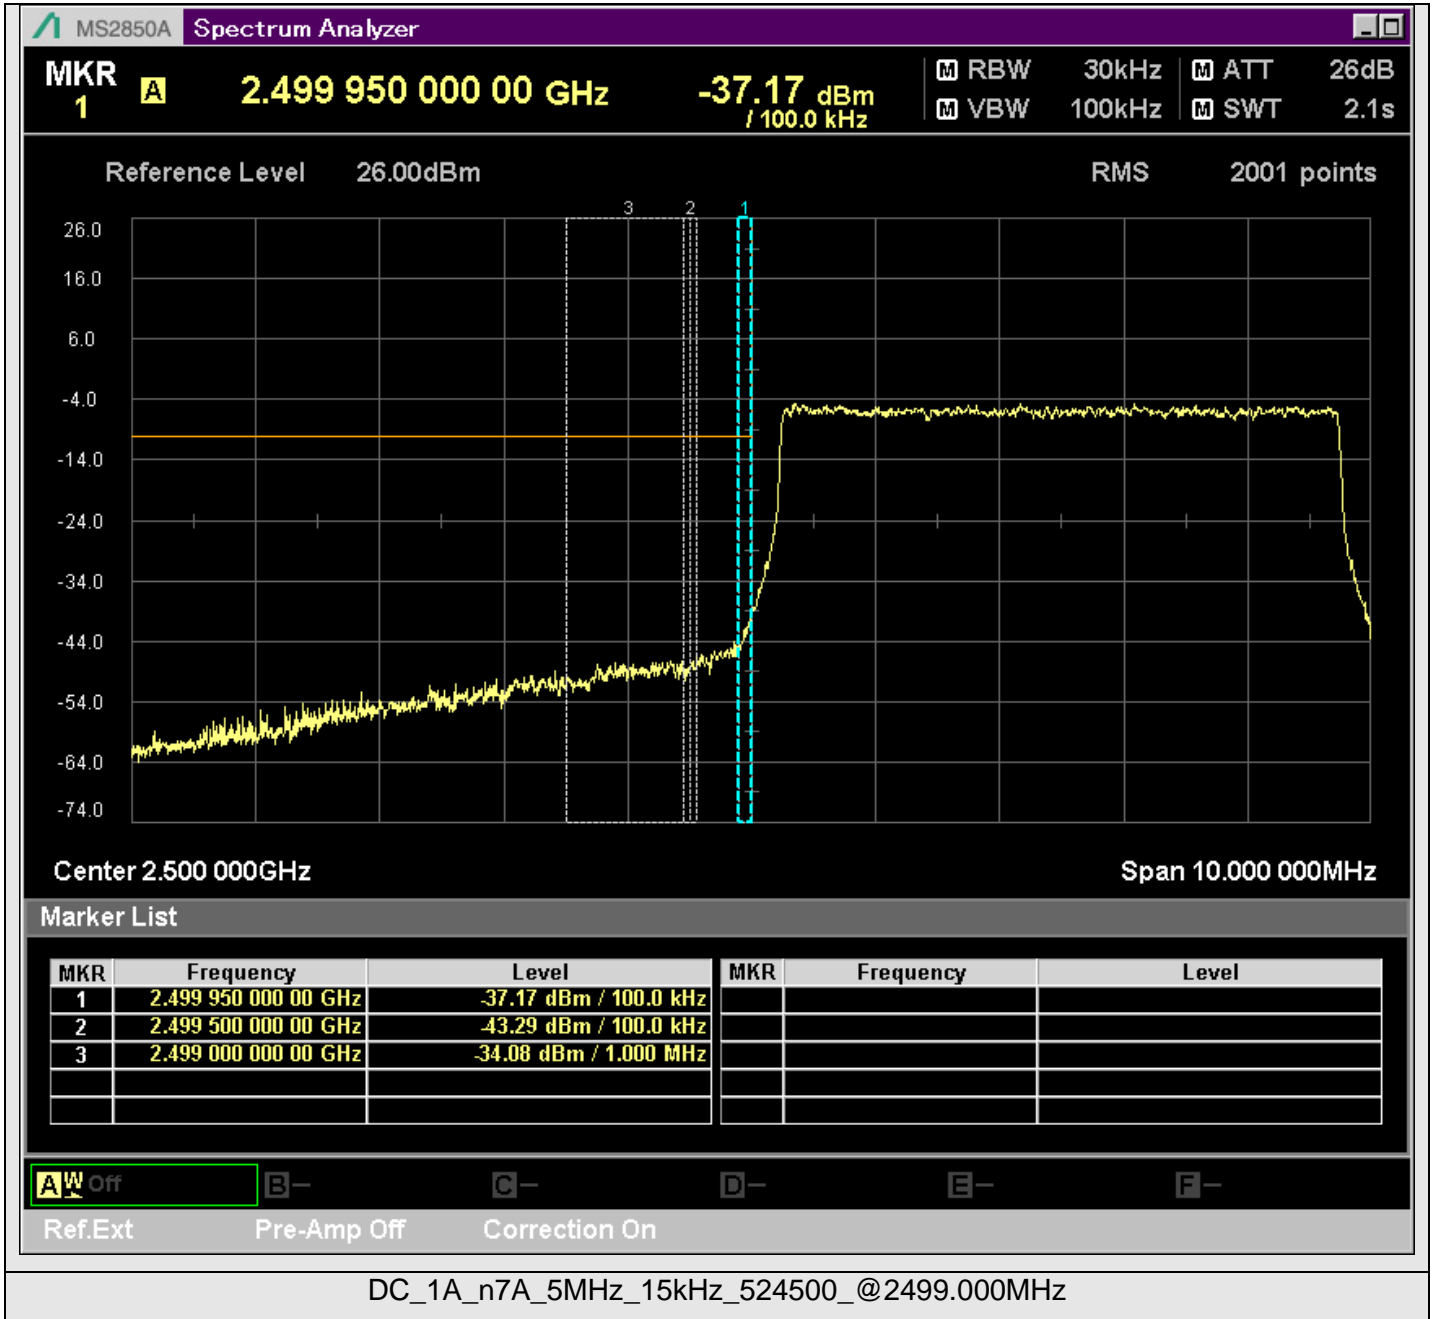 MS2850A Spectrum Analyzer
MKR 1 A 2.499 950 000 00 GHz -37.17 dBm / 100.0 kHz
M RBW 30kHz M ATT 26dB
M VBW 100kHz M SWT 2.1s
Reference Level 26.00dBm RMS 2001 points
3 2 1
26.0
16.0
6.0
-4.0
-14.0
-24.0
-34.0
-44.0
-54.0
-64.0
-74.0
Center 2.500 000GHz Span 10.000 000MHz
Marker List
MKR Frequency Level MKR Frequency Level
1 2.499 950 000 00 GHz -37.17 dBm / 100.0 kHz
2 2.499 500 000 00 GHz -43.29 dBm / 100.0 kHz
3 2.499 000 000 00 GHz -34.08 dBm / 1.000 MHz
A W Off B - C - D - E - F -
Ref.Ext Pre-Amp Off Correction On
DC_1A_n7A_5MHz_15kHz_524500_@2499.000MHz